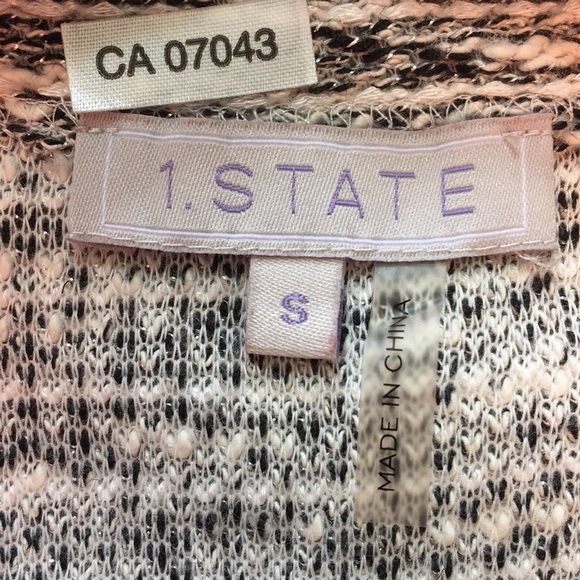 CA 07043
1. STATE
S
MADE IN CHINA